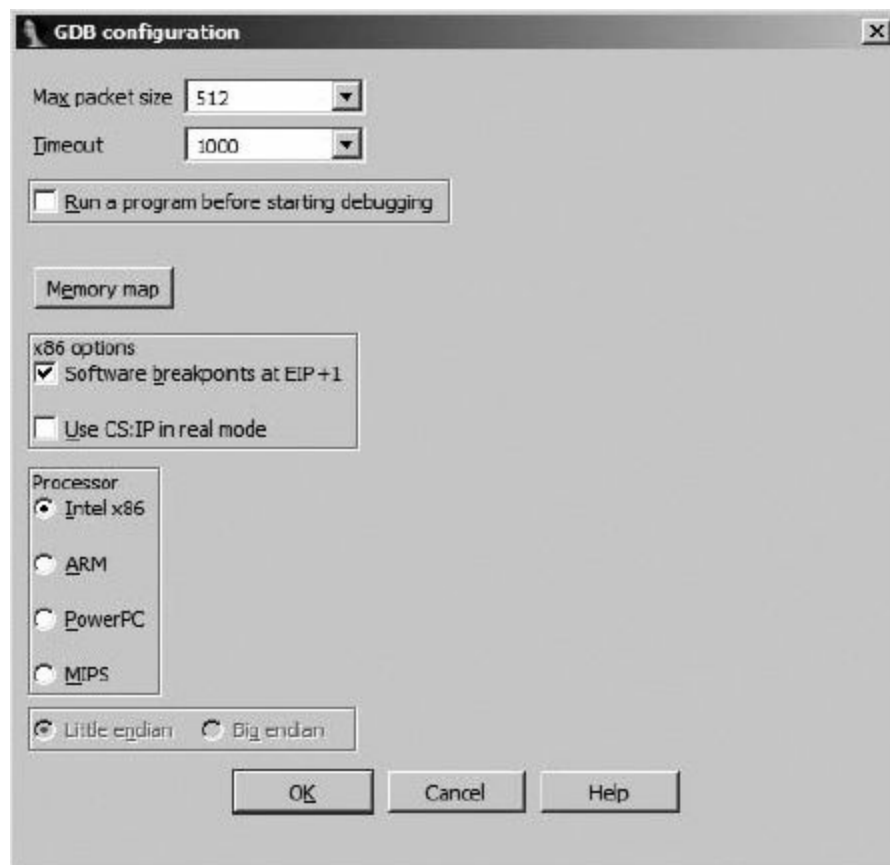 GDB configuration
Max packet size 512
Timeout 1000
Run a program before starting debugging
Memory map
x86 options
Software breakpoints at EIP+1
Use CS:IP in real mode
Processor
Intel x86
ARM
PowerPC
MIPS
Little endian Big endian
OK Cancel Help